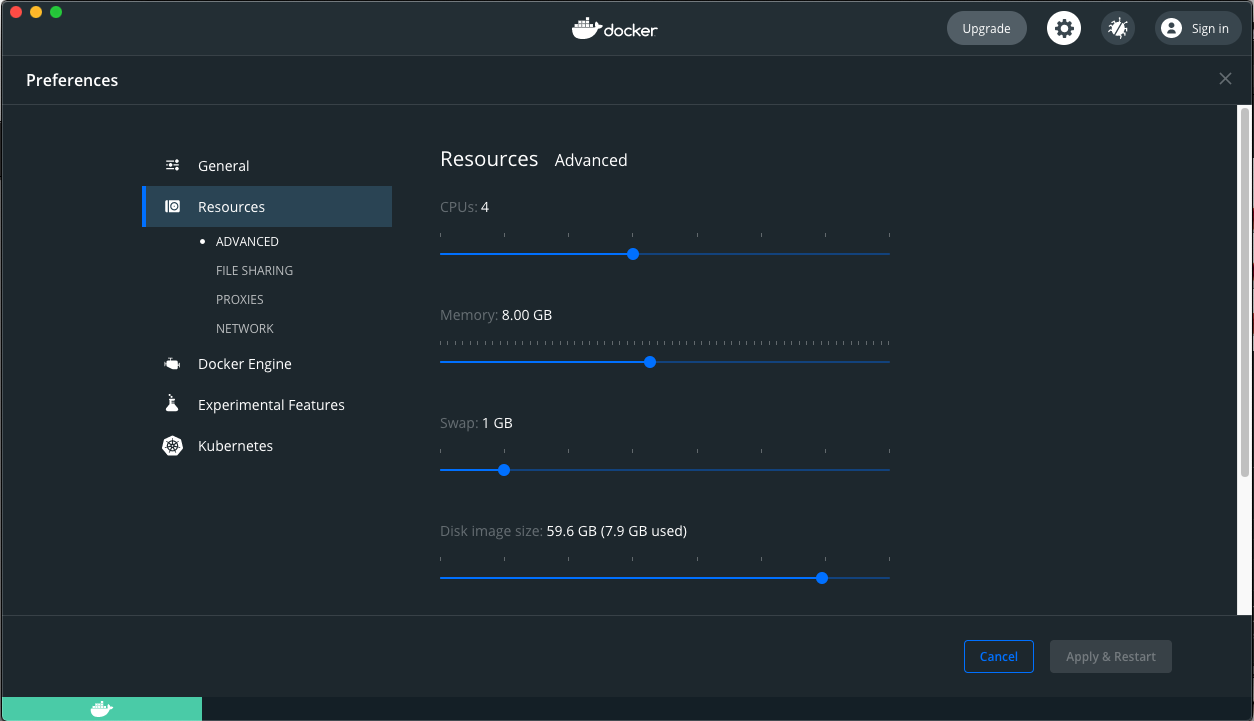 docker
Upgrade
Sign in
Preferences
General
Resources
ADVANCED
FILE SHARING
PROXIES
NETWORK
Docker Engine
Experimental Features
Kubernetes
Resources Advanced
CPUs: 4
Memory: 8.00 GB
Swap: 1 GB
Disk image size: 59.6 GB (7.9 GB used)
Cancel
Apply & Restart